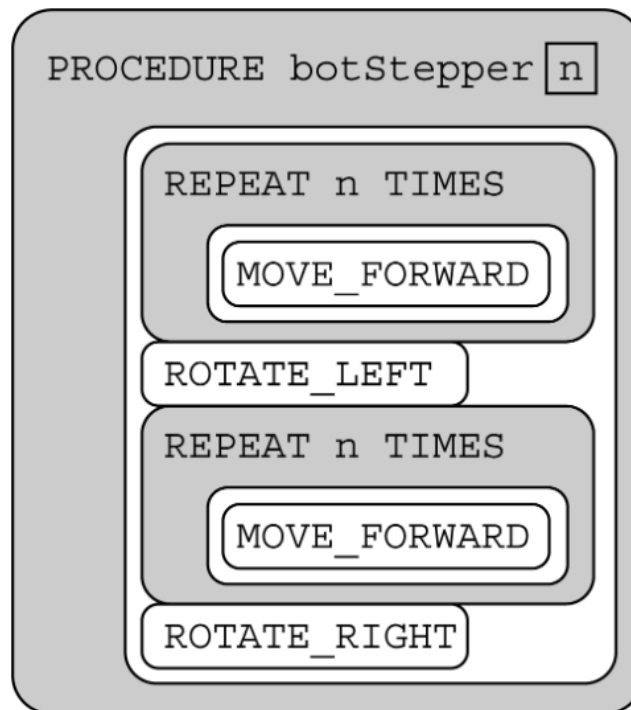 PROCEDURE botStepper n
REPEAT n TIMES
MOVE_FORWARD
ROTATE_LEFT
REPEAT n TIMES
MOVE_FORWARD
ROTATE_RIGHT